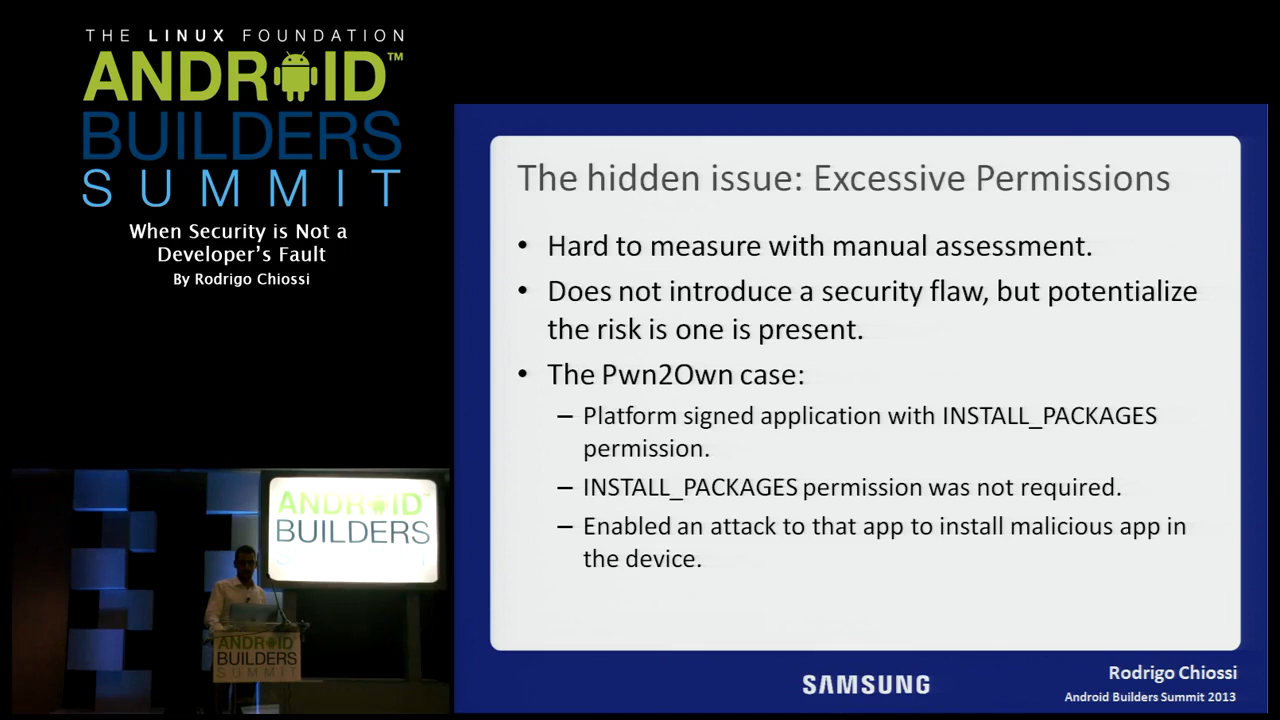 THE LINUX FOUNDATION
ANDROID™
BUILDERS
SUMMIT
When Security is Not a
Developer's Fault
By Rodrigo Chiossi
The hidden issue: Excessive Permissions
• Hard to measure with manual assessment.
• Does not introduce a security flaw, but potentialize
the risk is one is present.
• The Pwn2Own case:
– Platform signed application with INSTALL_PACKAGES
permission.
– INSTALL_PACKAGES permission was not required.
– Enabled an attack to that app to install malicious app in
the device.
SAMSUNG
Rodrigo Chiossi
Android Builders Summit 2013
ANDROID™
BUILDERS
ANDROID
BUILDERS
SUMMIT